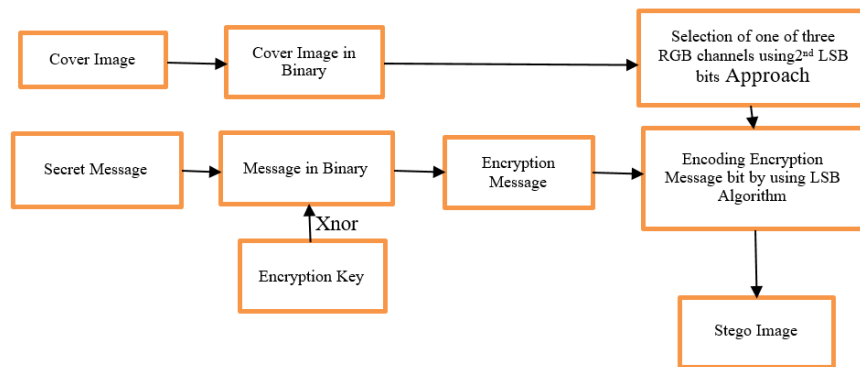 Cover Image
Cover Image in
Binary
Selection of one of three
RGB channels using2nd LSB
bits Approach
Secret Message
Message in Binary
Encryption
Message
Encoding Encryption
Message bit by using LSB
Algorithm
Xnor
Encryption Key
Stego Image